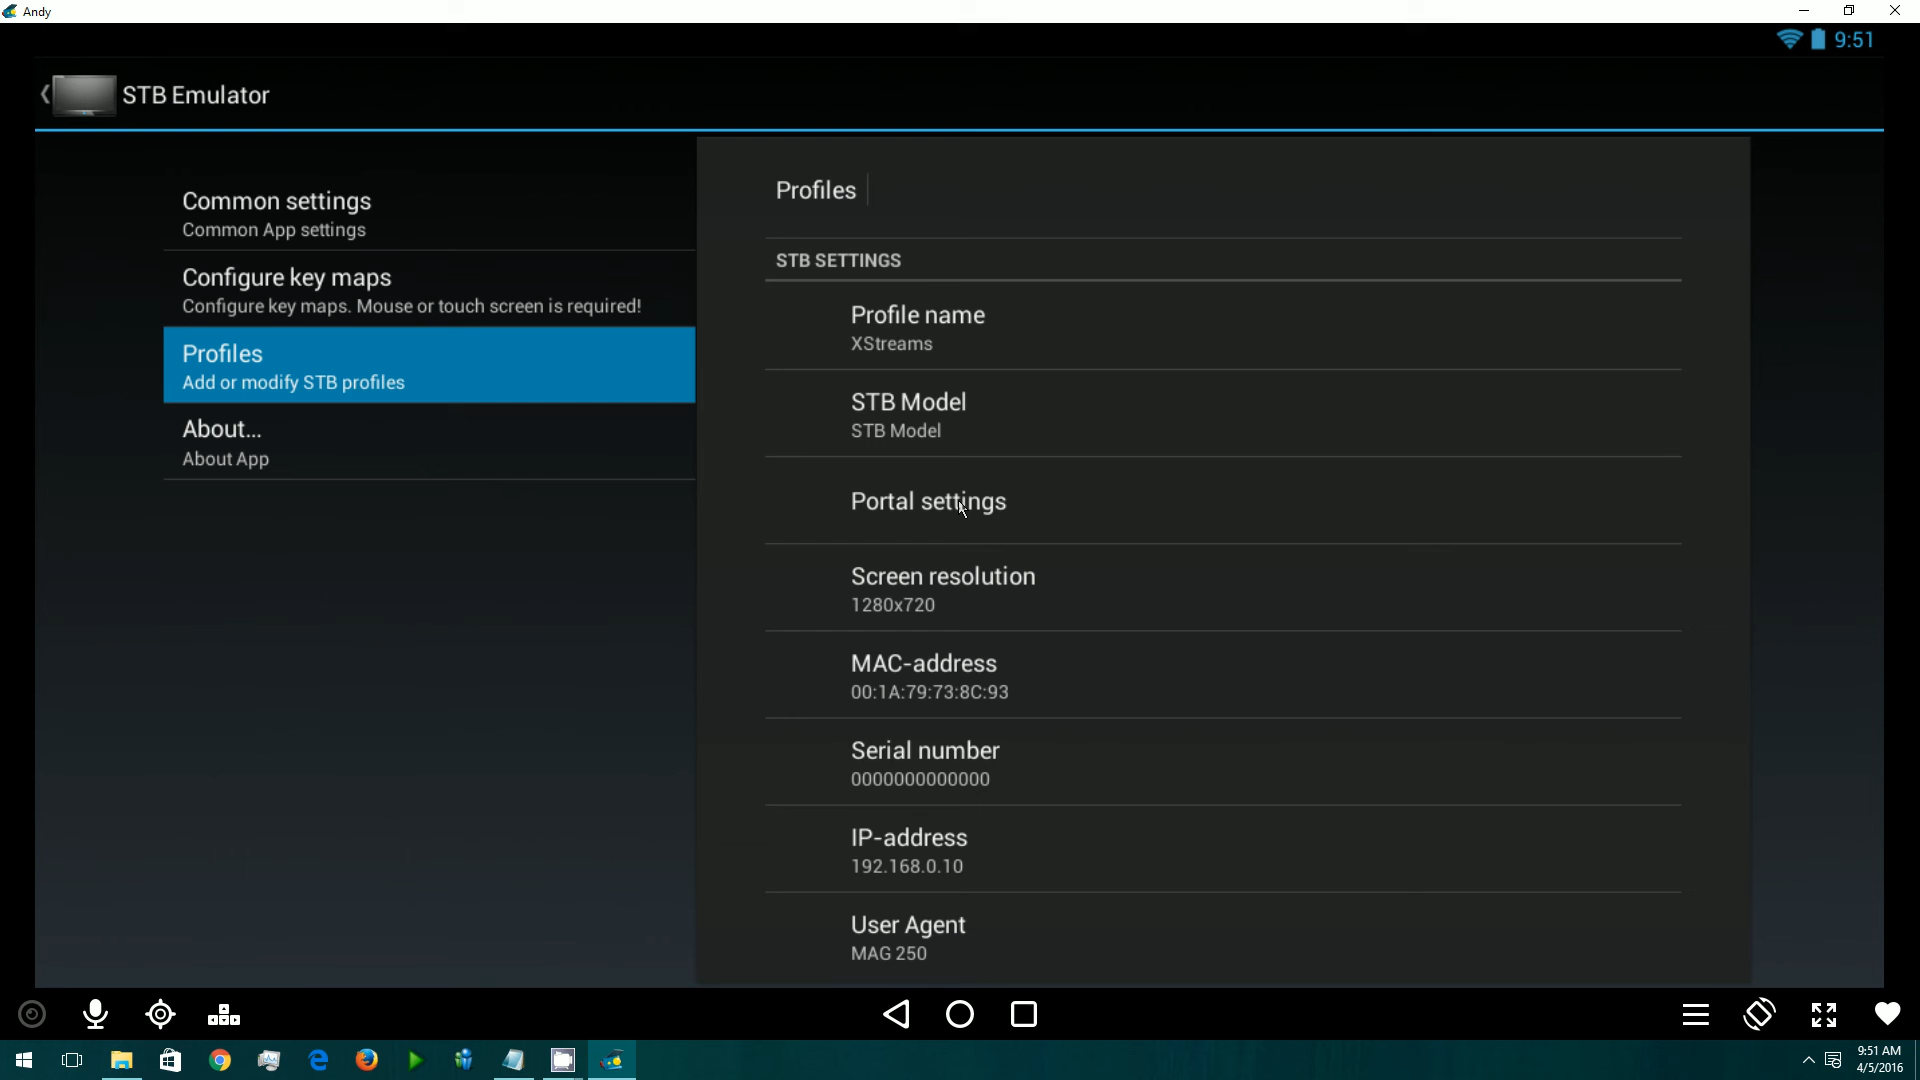 Andy
9:51
STB Emulator
Common settings
Common App settings
Configure key maps
Configure key maps. Mouse or touch screen is required!
Profiles
Add or modify STB profiles
About...
About App
Profiles
STB SETTINGS
Profile name
XStreams
STB Model
STB Model
Portal settings
Screen resolution
1280x720
MAC-address
00:1A:79:73:8C:93
Serial number
0000000000000
IP-address
192.168.0.10
User Agent
MAG 250
9:51 AM
4/5/2016